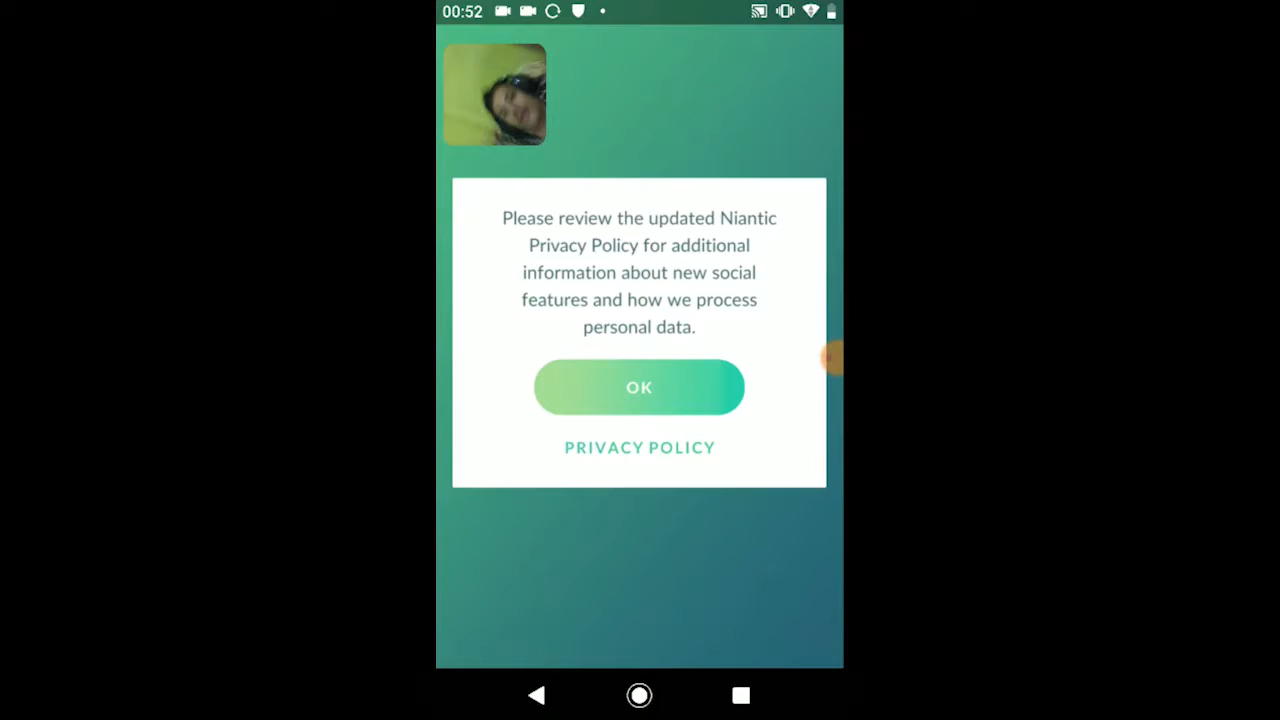 00:52
Please review the updated Niantic
Privacy Policy for additional
information about new social
features and how we process
personal data.
OK
PRIVACY POLICY